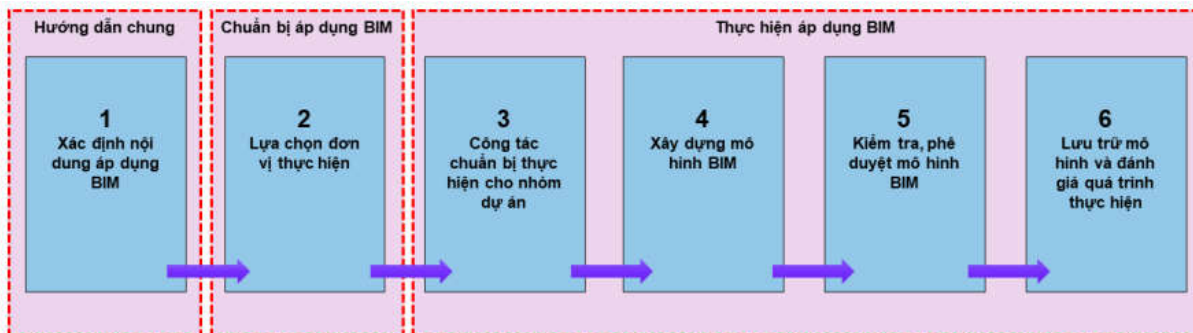 Hướng dẫn chung
Chuẩn bị áp dụng BIM
Thực hiện áp dụng BIM
1
Xác định nội
dung áp dụng
BIM
2
Lựa chọn đơn
vị thực hiện
3
Công tác
chuẩn bị thực
hiện cho nhóm
dự án
4
Xây dựng mô
hình BIM
5
Kiểm tra, phê
duyệt mô hình
BIM
6
Lưu trữ mô
hình và đánh
giá quá trình
thực hiện